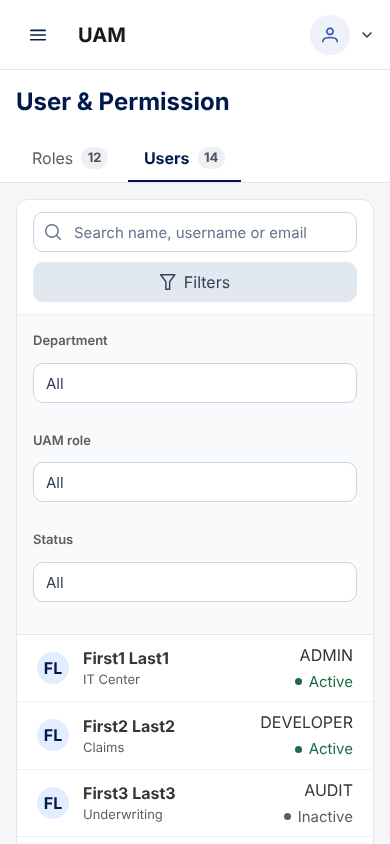 UAM
User & Permission
Roles 12 Users 14
Search name, username or email
Filters
Department
All
UAM role
All
Status
All
FL First1 Last1 ADMIN
IT Center Active
FL First2 Last2 DEVELOPER
Claims Active
FL First3 Last3 AUDIT
Underwriting Inactive